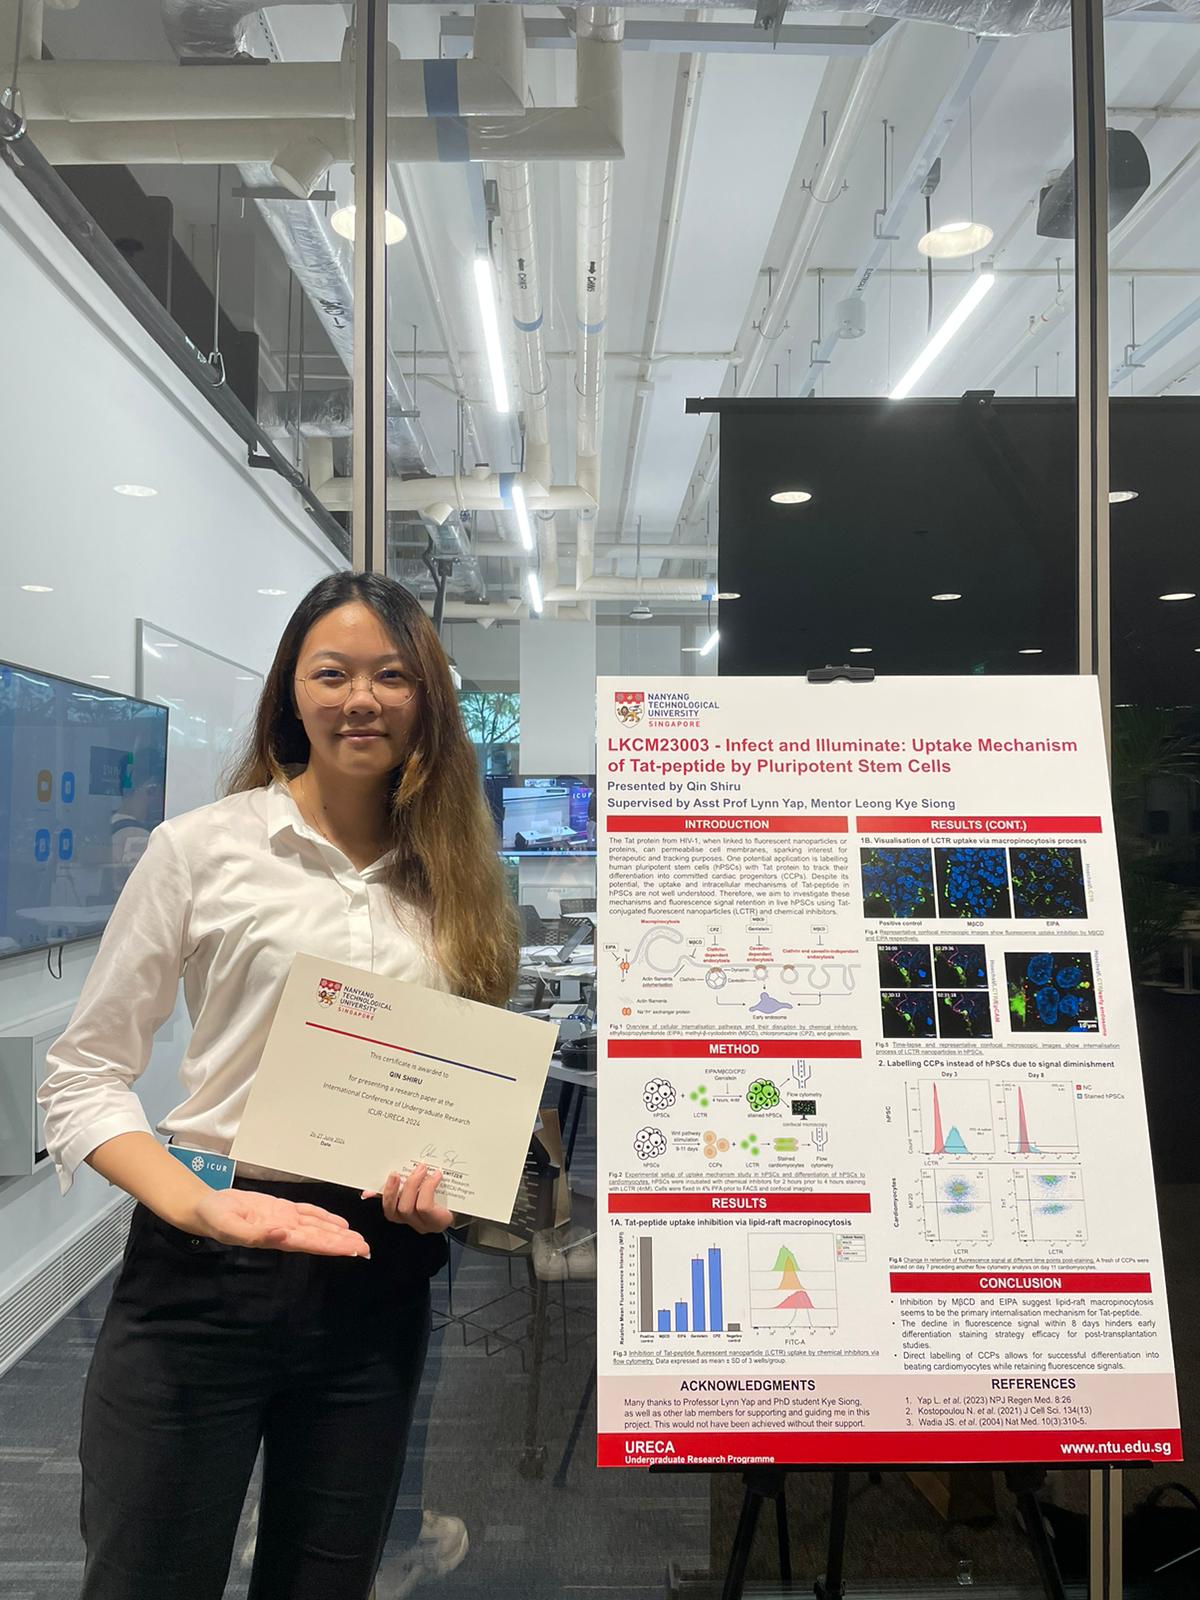 NANYANG
TECHNOLOGICAL
UNIVERSITY
SINGAPORE
LKCM23003 - Infect and Illuminate: Uptake Mechanism
of Tat-peptide by Pluripotent Stem Cells
Presented by Qin Shiru
Supervised by Asst Prof Lynn Yap, Mentor Leong Kye Siong
INTRODUCTION
The Tat protein from HIV-1, when linked to fluorescent nanoparticles or
proteins, can permeabilise cell membranes, sparking interest for
therapeutic and tracking purposes. One potential application is labelling
human pluripotent stem cells (hPSCs) with Tat protein to track their
differentiation into committed cardiac progenitors (CCPs). Despite its
potential, the uptake and intracellular mechanisms of Tat-peptide in
hPSCs are not well understood. Therefore, we aim to investigate these
mechanisms and fluorescence signal retention in live hPSCs using Tat-
conjugated fluorescent nanoparticles (LCTR) and chemical inhibitors.
Macropinocytosis
EIPA
Na⁺
H⁺
MβCD
CPZ
Clathrin-
dependent
endocytosis
MβCD
Genistein
Caveolin-
dependent
endocytosis
MβCD
Clathrin and caveolin-independent
endocytosis
Actin filaments
polymerisation
Clathrin
Dynamin
Caveolin
Actin filaments
Na⁺/H⁺ exchanger protein
Early endosome
Fig.1 Overview of cellular internalisation pathways and their disruption by chemical inhibitors;
ethylisopropylamiloride (EIPA), methyl-β-cyclodextrin (MβCD), chlorpromazine (CPZ), and genistein.
METHOD
EIPA/MβCD/CPZ/
Genistein
4 hours, 4nM
hPSCs
LCTR
stained hPSCs
Flow cytometry
confocal microscopy
Wnt pathway
stimulation
9-11 days
hPSCs
CCPs
LCTR
Stained
cardiomyocytes
Flow
cytometry
Fig.2 Experimental setup of uptake mechanism study in hPSCs and differentiation of hPSCs to
cardiomyocytes. hPSCs were incubated with chemical inhibitors for 2 hours prior to 4 hours staining
with LCTR (4nM). Cells were fixed in 4% PFA prior to FACS and confocal imaging.
RESULTS
1A. Tat-peptide uptake inhibition via lipid-raft macropinocytosis
Relative Mean Fluorescence Intensity (MFI)
Positive
control
MβCD
EIPA
Genistein
CPZ
Negative
control
FITC-A
Fig.3 Inhibition of Tat-peptide fluorescent nanoparticle (LCTR) uptake by chemical inhibitors via
flow cytometry. Data expressed as mean ± SD of 3 wells/group.
RESULTS (CONT.)
1B. Visualisation of LCTR uptake via macropinocytosis process
Positive control
MβCD
EIPA
Hoechst/LCTR
Fig.4 Representative confocal microscopic images show fluorescence uptake inhibition by MβCD
and EIPA respectively.
Hoechst/LCTR/EpCAM
Hoechst/LCTR/early endosome
10 µm
Fig.5 Time-lapse and representative confocal microscopic images show internalisation
process of LCTR nanoparticles in hPSCs.
2. Labelling CCPs instead of hPSCs due to signal diminishment
Day 3
Day 8
NC
Stained hPSCs
hPSC
Count
LCTR
LCTR
Cardiomyocytes
MF20
TnT
LCTR
LCTR
Fig.6 Change in retention of fluorescence signal at different time points post-staining. A fresh of CCPs were
stained on day 7 preceding another flow cytometry analysis on day 11 cardiomyocytes.
CONCLUSION
• Inhibition by MβCD and EIPA suggest lipid-raft macropinocytosis
seems to be the primary internalisation mechanism for Tat-peptide.
• The decline in fluorescence signal within 8 days hinders early
differentiation staining strategy efficacy for post-transplantation
studies.
• Direct labelling of CCPs allows for successful differentiation into
beating cardiomyocytes while retaining fluorescence signals.
ACKNOWLEDGMENTS
Many thanks to Professor Lynn Yap and PhD student Kye Siong,
as well as other lab members for supporting and guiding me in this
project. This would not have been achieved without their support.
REFERENCES
1. Yap L. et al. (2023) NPJ Regen Med. 8:26
2. Kostopoulou N. et al. (2021) J Cell Sci. 134(13)
3. Wadia JS. et al. (2004) Nat Med. 10(3):310-5.
URECA
Undergraduate Research Programme
www.ntu.edu.sg
NANYANG
TECHNOLOGICAL
UNIVERSITY
SINGAPORE
This certificate is awarded to
QIN SHIRU
for presenting a research paper at the
International Conference of Undergraduate Research
ICUR-URECA 2024
26-27 June 2024
Date
SWITZER
ICUR